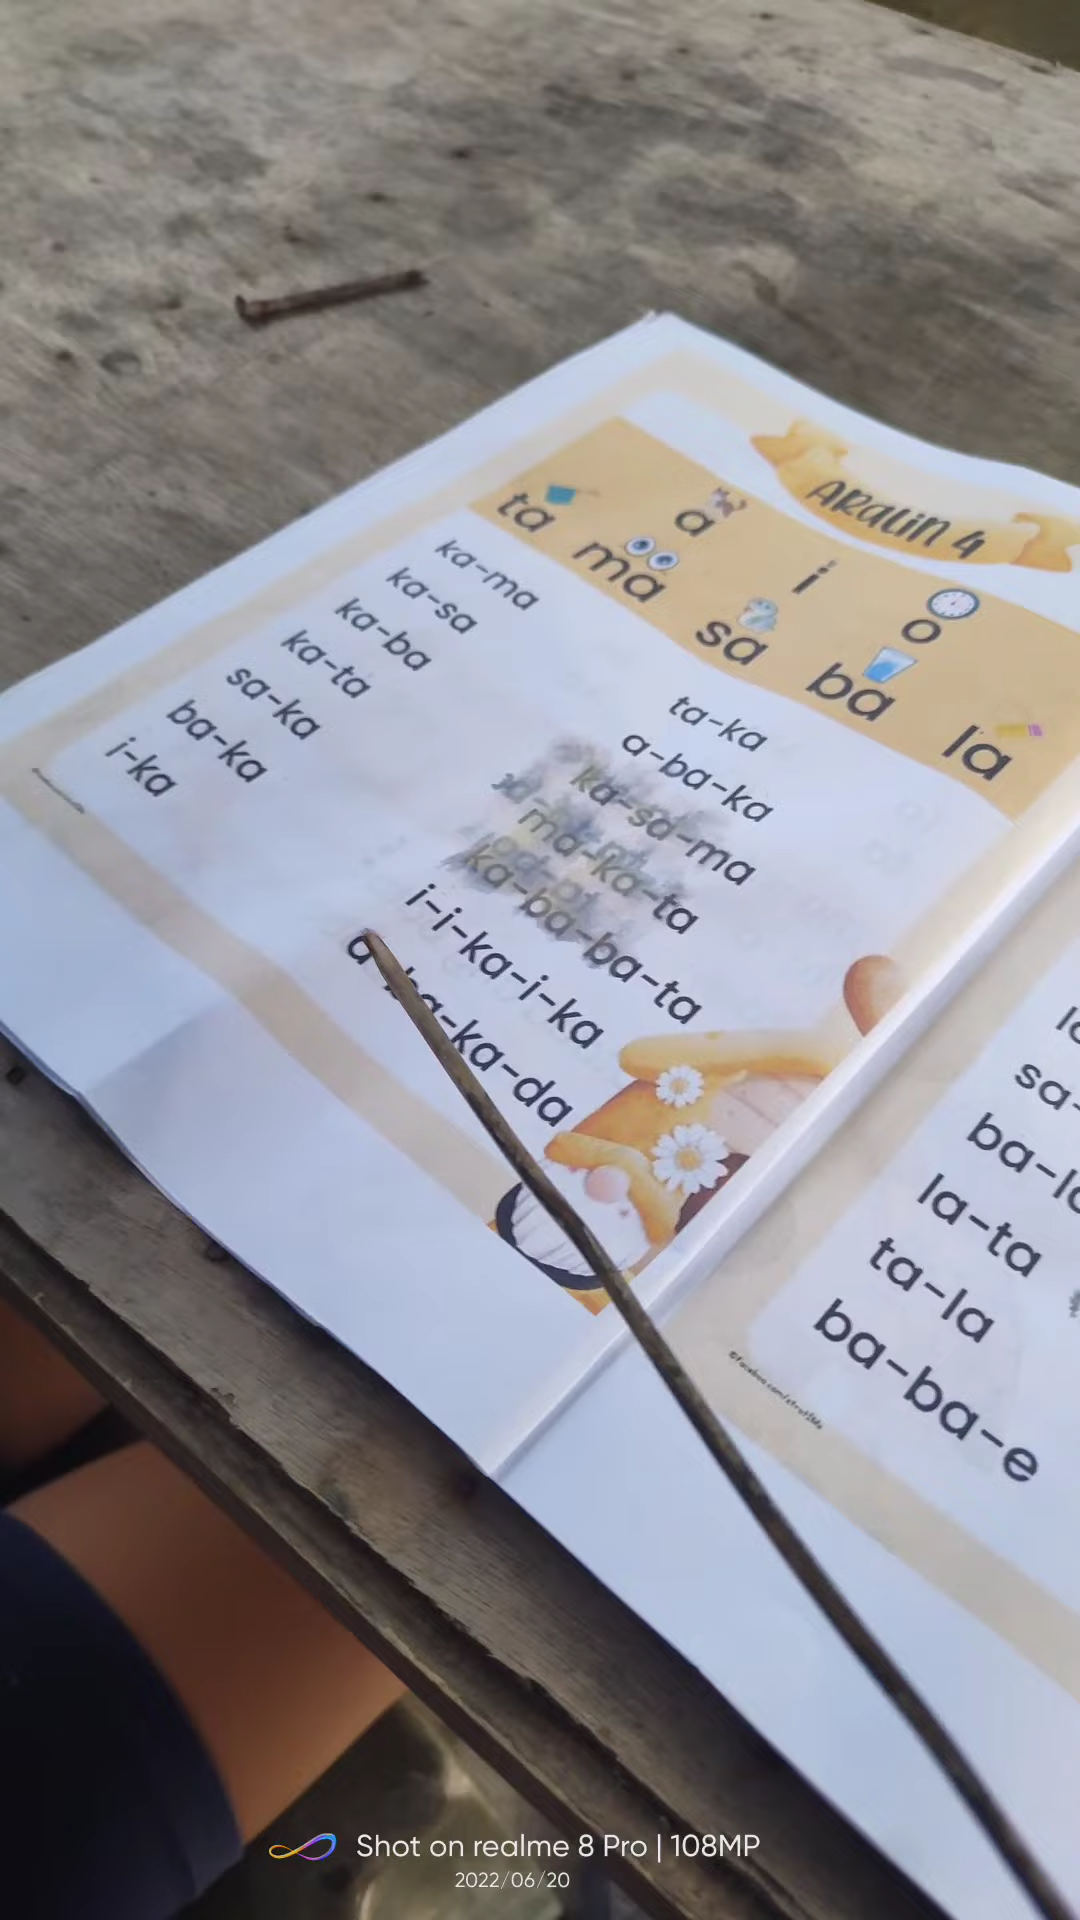 ARALIN 4
a
i
o
ta
ma
sa
ba
la
ka-ma
ka-sa
ka-ba
ka-ta
sa-ka
ba-ka
i-ka
ta-ka
a-ba-ka
ka-sa-ma
ma-ka-ta
ka-ba-ba-ta
i-i-ka-i-ka
a-ba-ka-da
sa-
la-ta
ta-la
ba-ba-e
Shot on realme 8 Pro | 108MP
2022/06/20